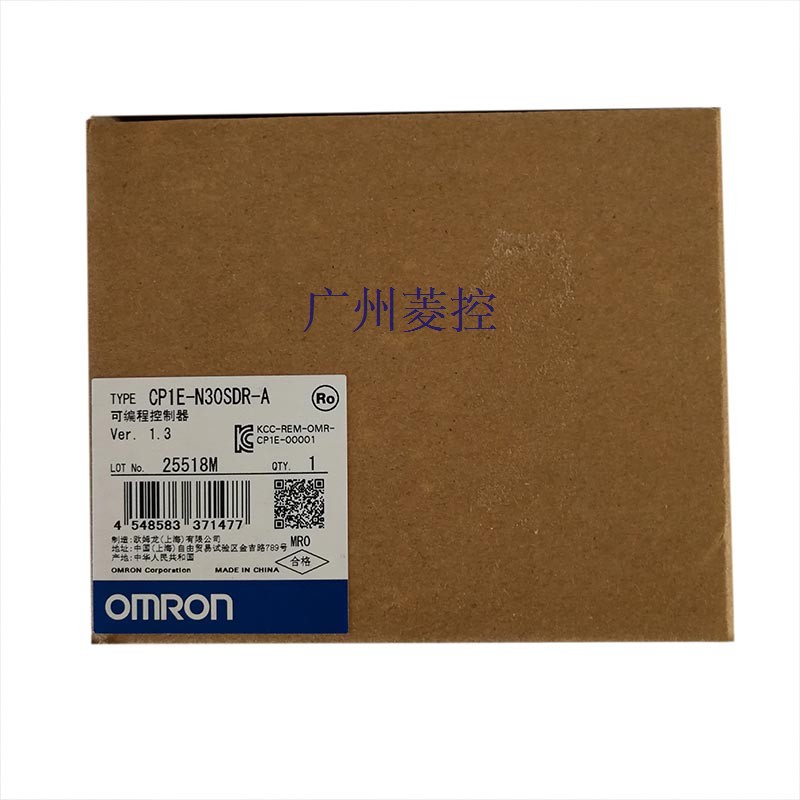 广州菱控
TYPE CP1E-N30SDR-A
Ro
可编程控制器
Ver. 1.3
KCC-REM-OMR-
CP1E-00001
LOT No. 25518M QTY. 1
4 548583 371477
MRO
制造: 欧姆龙(上海)有限公司
地址: 中国(上海)自由贸易试验区金吉路789号
产地: 中华人民共和国
合格
OMRON Corporation MADE IN CHINA
OMRON